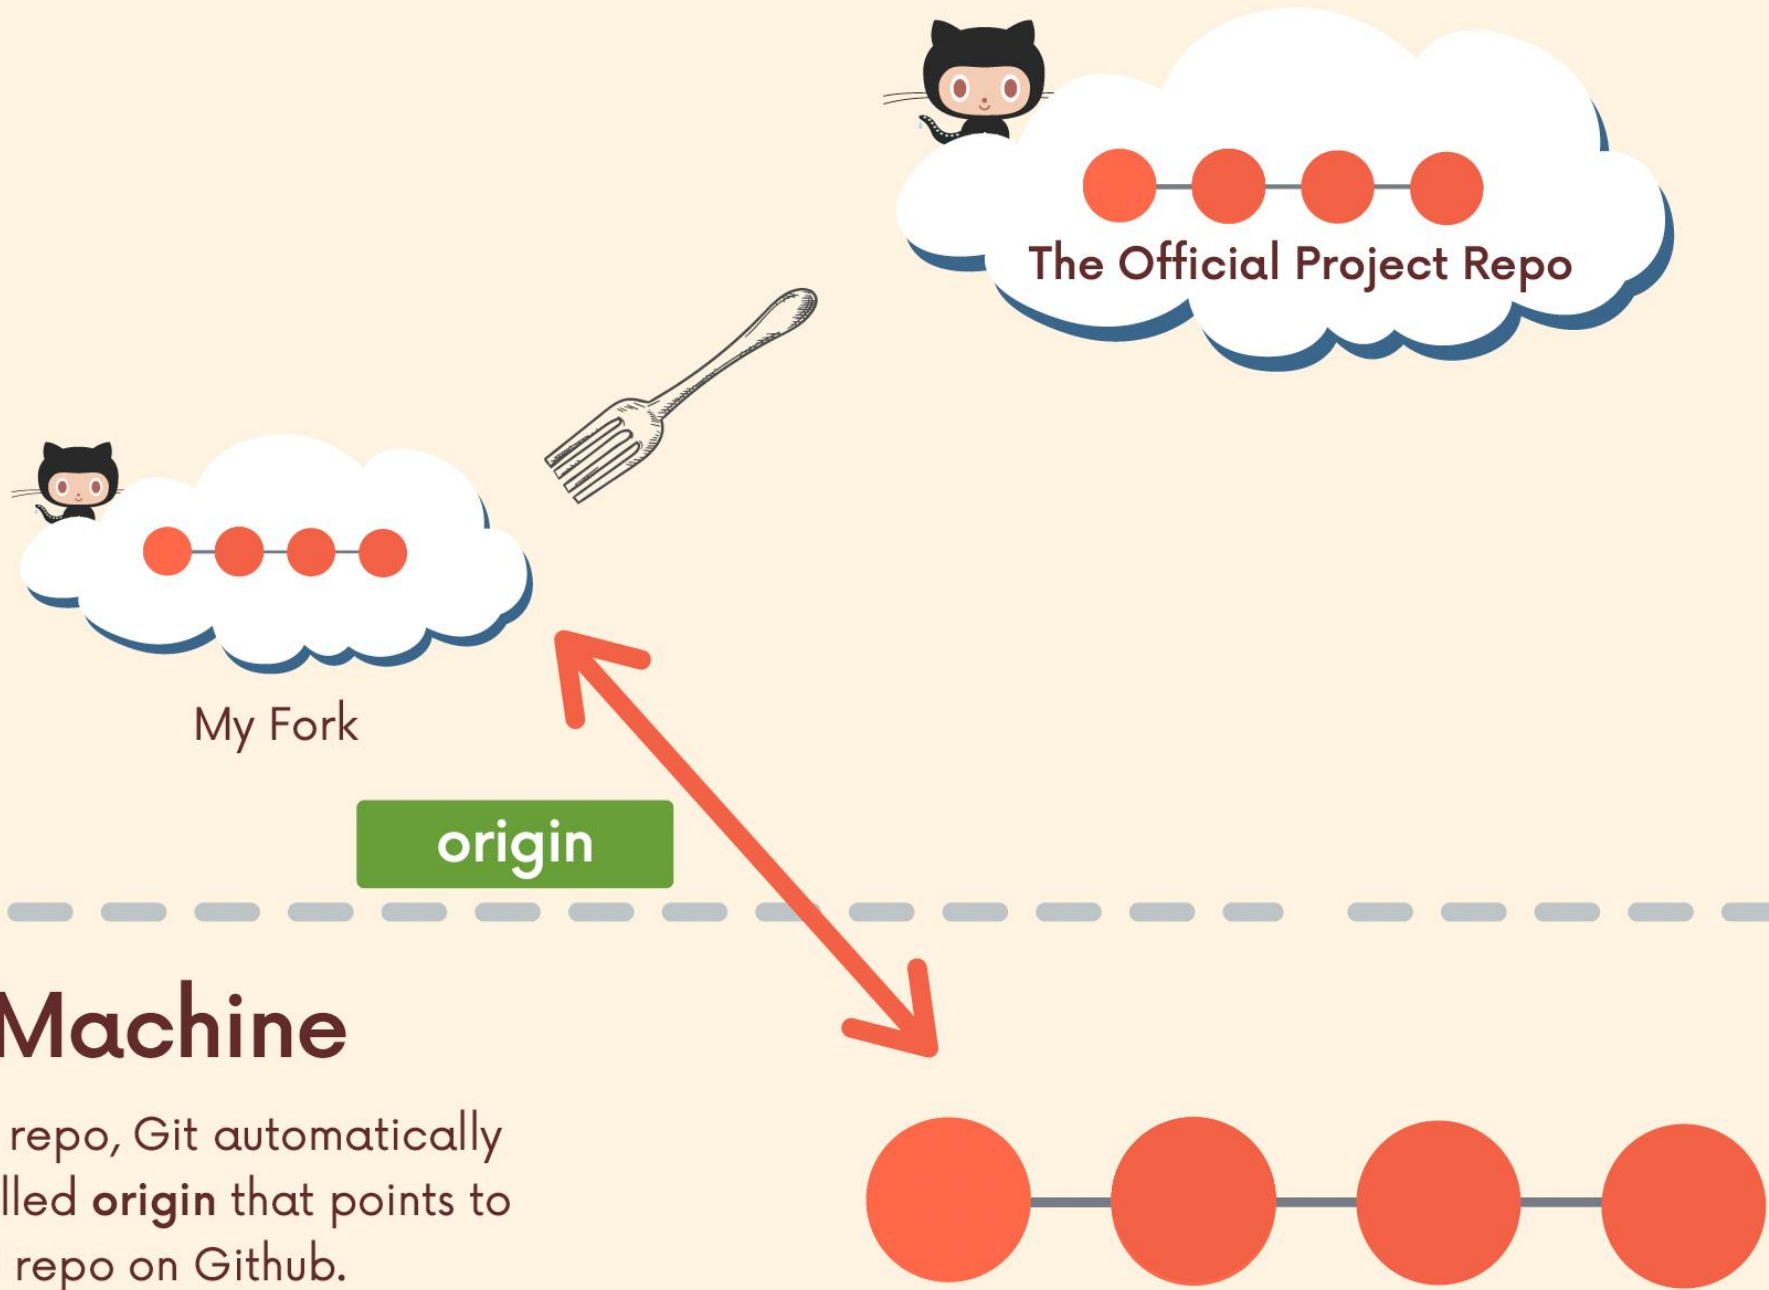 The Official Project Repo
My Fork
origin
Machine
repo, Git automatically
lled origin that points to
repo on Github.